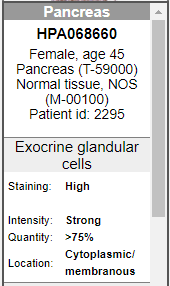 Pancreas
HPA068660
Female, age 45
Pancreas (T-59000)
Normal tissue, NOS
(M-00100)
Patient id: 2295
Exocrine glandular
cells
Staining: High
Intensity: Strong
Quantity: >75%
Location: Cytoplasmic/
membranous